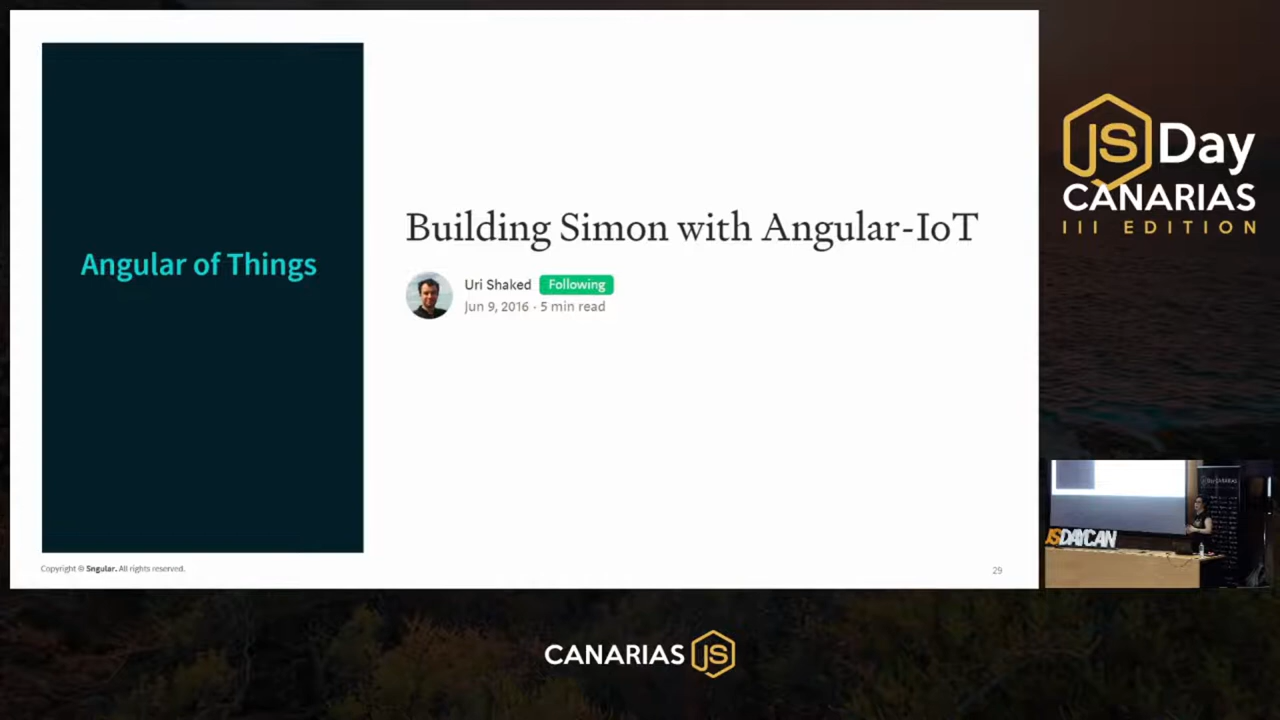 Angular of Things
Building Simon with Angular-IoT
Uri Shaked Following
Jun 9, 2016 · 5 min read
Copyright © Sngular. All rights reserved.
29
JS Day
CANARIAS
III EDITION
JSDAYCAN
CANARIAS JS